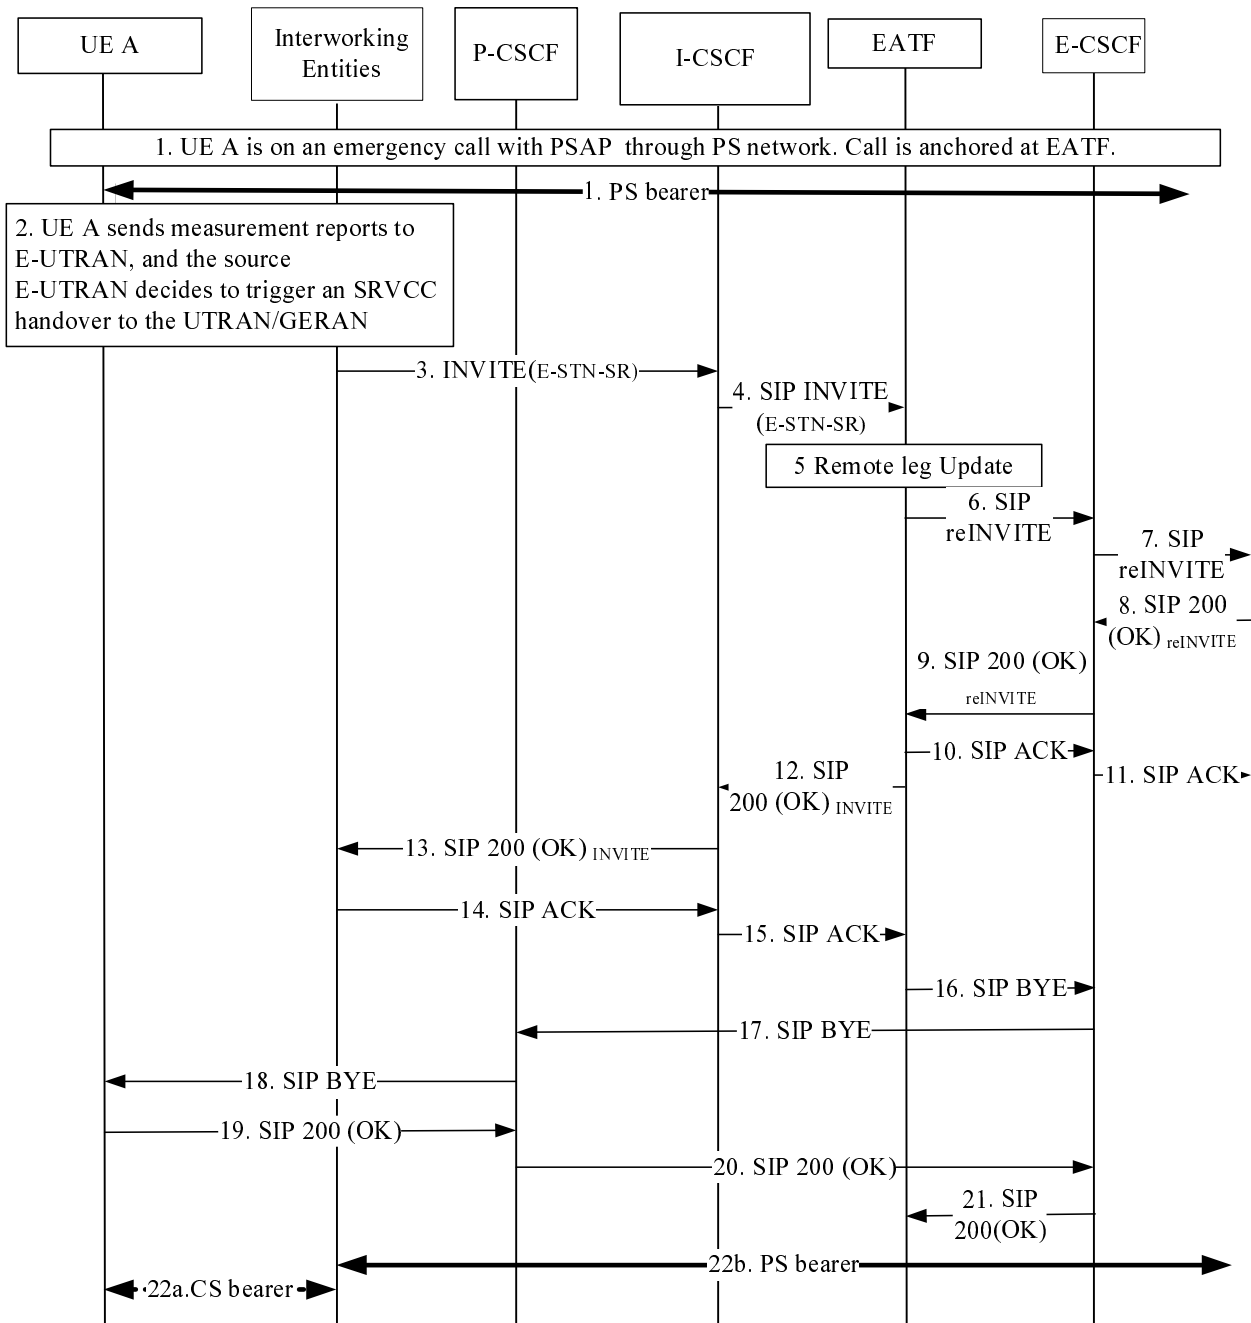 UE A
Interworking
Entities
P-CSCF
I-CSCF
EATF
E-CSCF
1. UE A is on an emergency call with PSAP through PS network. Call is anchored at EATF.
1. PS bearer
2. UE A sends measurement reports to
E-UTRAN, and the source
E-UTRAN decides to trigger an SRVCC
handover to the UTRAN/GERAN
3. INVITE(E-STN-SR)
4. SIP INVITE
(E-STN-SR)
5 Remote leg Update
6. SIP
reINVITE
7. SIP
reINVITE
8. SIP 200
(OK) reINVITE
9. SIP 200 (OK)
reINVITE
10. SIP ACK
11. SIP ACK
12. SIP
200 (OK) INVITE
13. SIP 200 (OK) INVITE
14. SIP ACK
15. SIP ACK
16. SIP BYE
17. SIP BYE
18. SIP BYE
19. SIP 200 (OK)
20. SIP 200 (OK)
21. SIP
200(OK)
22b. PS bearer
22a.CS bearer